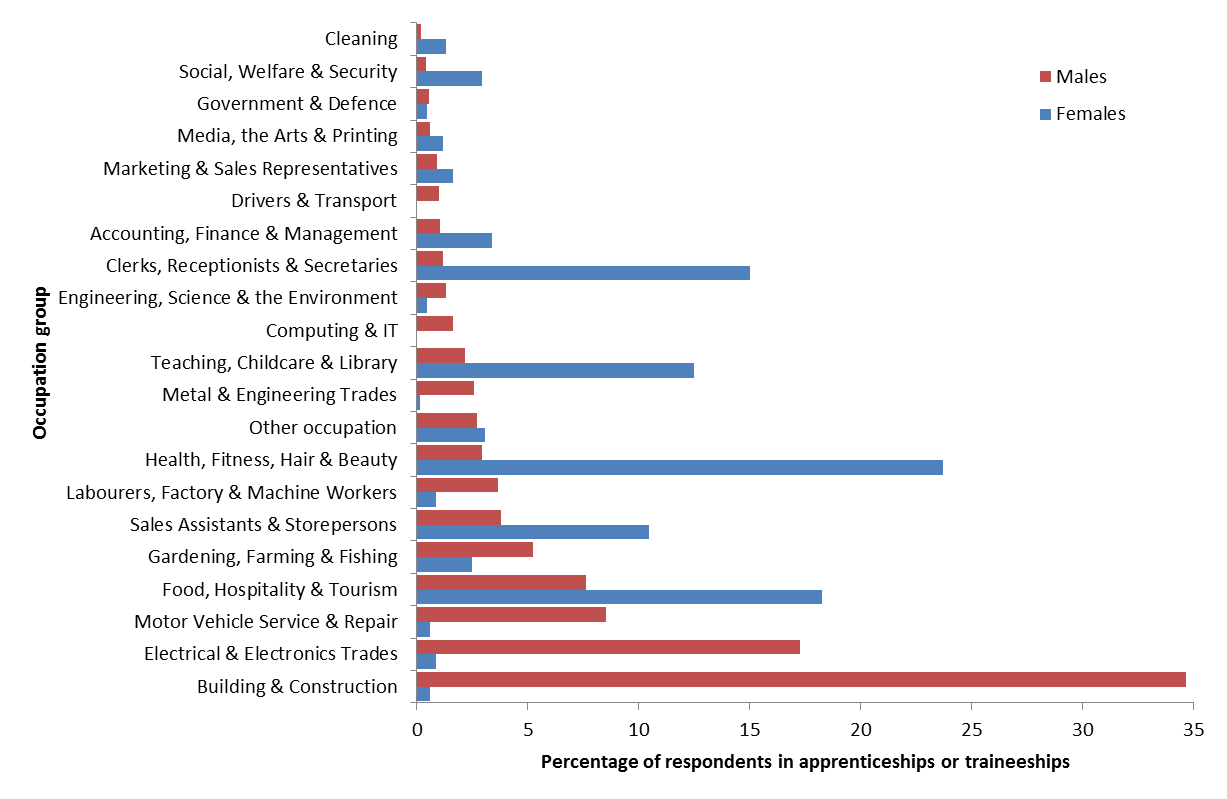 Cleaning
Social, Welfare & Security
Government & Defence
Media, the Arts & Printing
Marketing & Sales Representatives
Drivers & Transport
Accounting, Finance & Management
Clerks, Receptionists & Secretaries
Engineering, Science & the Environment
Computing & IT
Teaching, Childcare & Library
Metal & Engineering Trades
Other occupation
Health, Fitness, Hair & Beauty
Labourers, Factory & Machine Workers
Sales Assistants & Storepersons
Gardening, Farming & Fishing
Food, Hospitality & Tourism
Motor Vehicle Service & Repair
Electrical & Electronics Trades
Building & Construction
Occupation group
Males
Females
0 5 10 15 20 25 30 35
Percentage of respondents in apprenticeships or traineeships